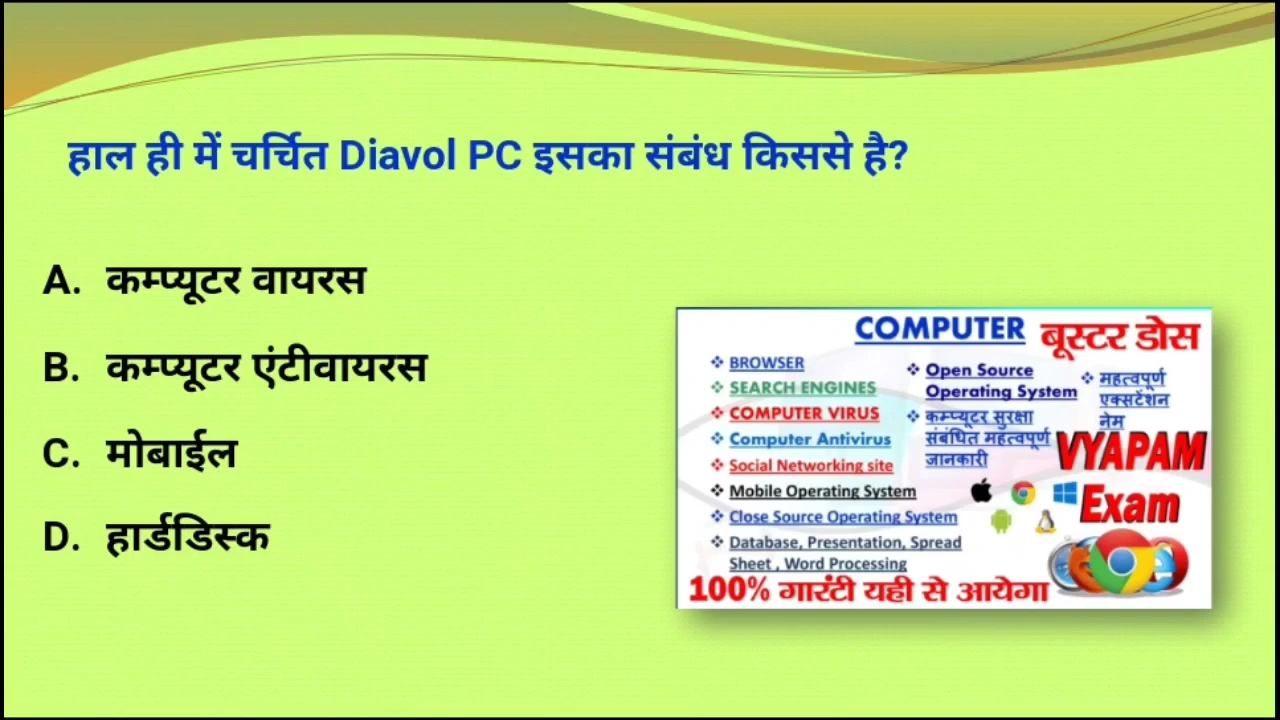 हाल ही में चर्चित Diavol PC इसका संबंध किससे है?
A. कम्प्यूटर वायरस
B. कम्प्यूटर एंटीवायरस
C. मोबाईल
D. हार्डडिस्क
COMPUTER बूस्टर डोस
❖ BROWSER
❖ SEARCH ENGINES
❖ COMPUTER VIRUS
❖ Computer Antivirus
❖ Social Networking site
❖ Mobile Operating System
❖ Close Source Operating System
❖ Database, Presentation, Spread
Sheet , Word Processing
❖ Open Source
Operating System
❖ कम्प्यूटर सुरक्षा
संबंधित महत्वपूर्ण
जानकारी
❖ महत्वपूर्ण
एक्सटेंशन
नेम
VYAPAM
Exam
100% गारंटी यही से आयेगा